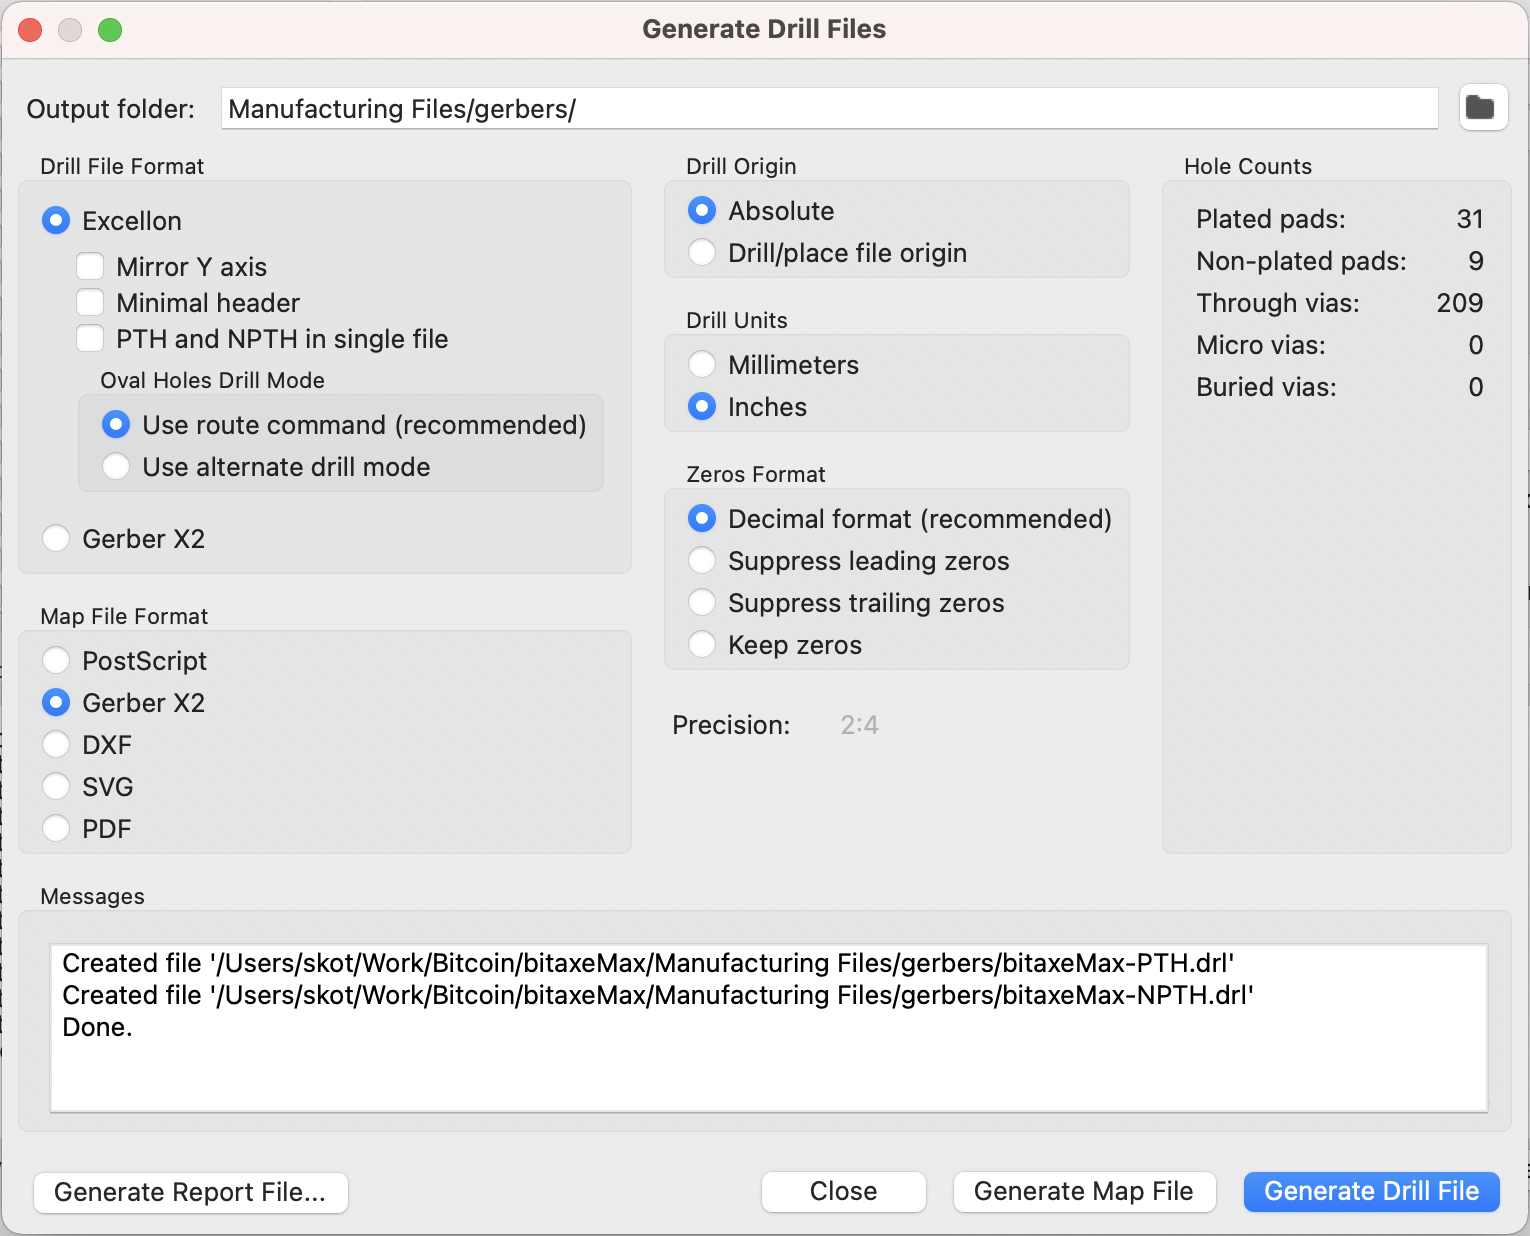 Generate Drill Files
Output folder: Manufacturing Files/gerbers/
Drill File Format
Excellon
Mirror Y axis
Minimal header
PTH and NPTH in single file
Oval Holes Drill Mode
Use route command (recommended)
Use alternate drill mode
Gerber X2
Map File Format
PostScript
Gerber X2
DXF
SVG
PDF
Drill Origin
Absolute
Drill/place file origin
Drill Units
Millimeters
Inches
Zeros Format
Decimal format (recommended)
Suppress leading zeros
Suppress trailing zeros
Keep zeros
Precision: 2:4
Hole Counts
Plated pads: 31
Non-plated pads: 9
Through vias: 209
Micro vias: 0
Buried vias: 0
Messages
Created file '/Users/skot/Work/Bitcoin/bitaxeMax/Manufacturing Files/gerbers/bitaxeMax-PTH.drl'
Created file '/Users/skot/Work/Bitcoin/bitaxeMax/Manufacturing Files/gerbers/bitaxeMax-NPTH.drl'
Done.
Generate Report File... Close Generate Map File Generate Drill File